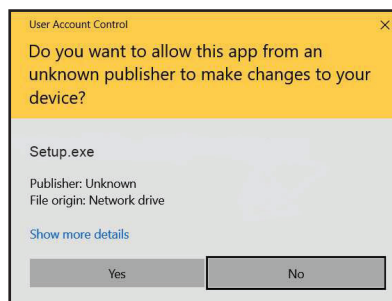 User Account Control
Do you want to allow this app from an
unknown publisher to make changes to your
device?
Setup.exe
Publisher: Unknown
File origin: Network drive
Show more details
Yes
No